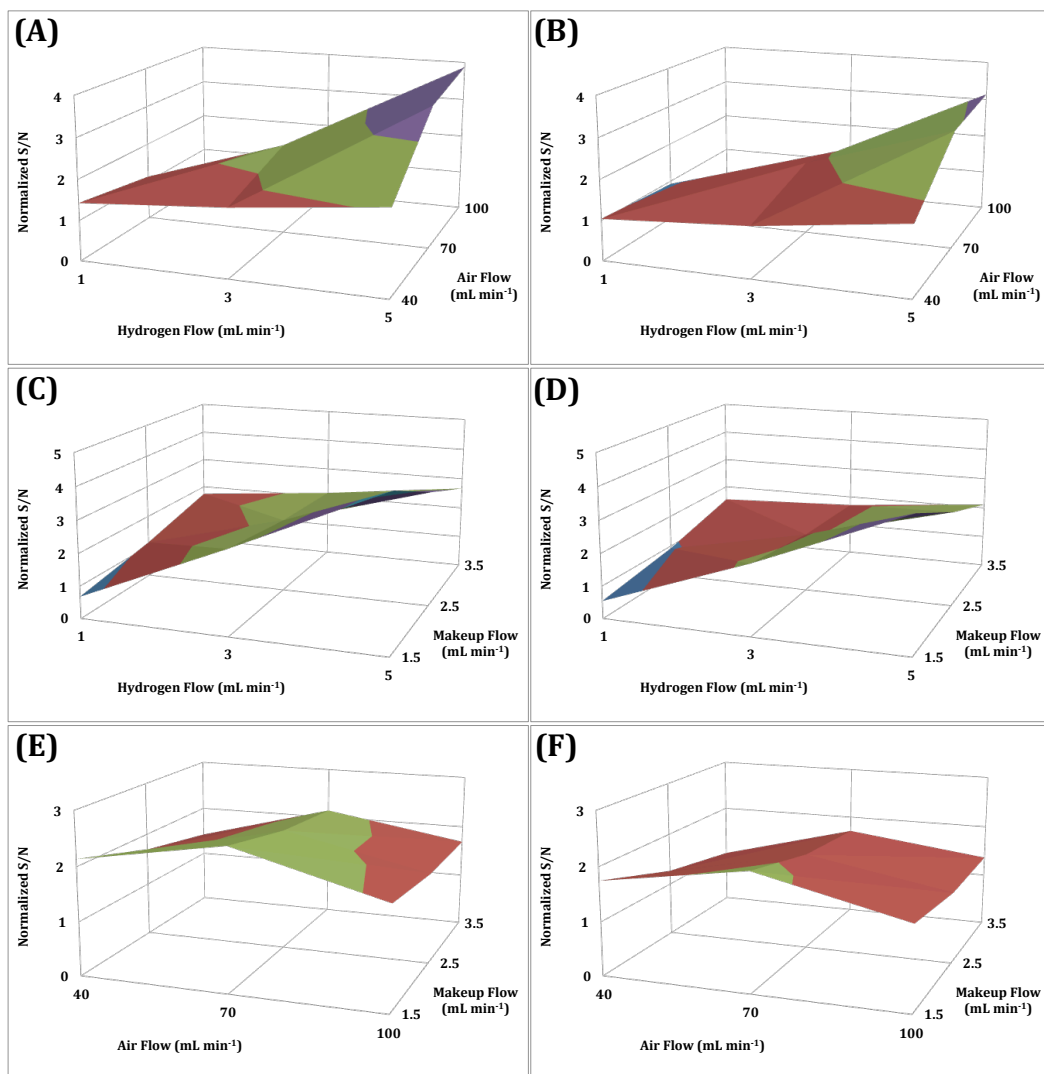 (A)
Normalized S/N
4
3
2
1
0
1
3
5
40
70
100
Hydrogen Flow (mL min⁻¹)
Air Flow
(mL min⁻¹)
(B)
Normalized S/N
4
3
2
1
0
1
3
5
40
70
100
Hydrogen Flow (mL min⁻¹)
Air Flow
(mL min⁻¹)
(C)
Normalized S/N
5
4
3
2
1
0
1
3
5
1.5
2.5
3.5
Hydrogen Flow (mL min⁻¹)
Makeup Flow
(mL min⁻¹)
(D)
Normalized S/N
5
4
3
2
1
0
1
3
5
1.5
2.5
3.5
Hydrogen Flow (mL min⁻¹)
Makeup Flow
(mL min⁻¹)
(E)
Normalized S/N
3
2
1
0
40
70
100
1.5
2.5
3.5
Air Flow (mL min⁻¹)
Makeup Flow
(mL min⁻¹)
(F)
Normalized S/N
3
2
1
0
40
70
100
1.5
2.5
3.5
Air Flow (mL min⁻¹)
Makeup Flow
(mL min⁻¹)